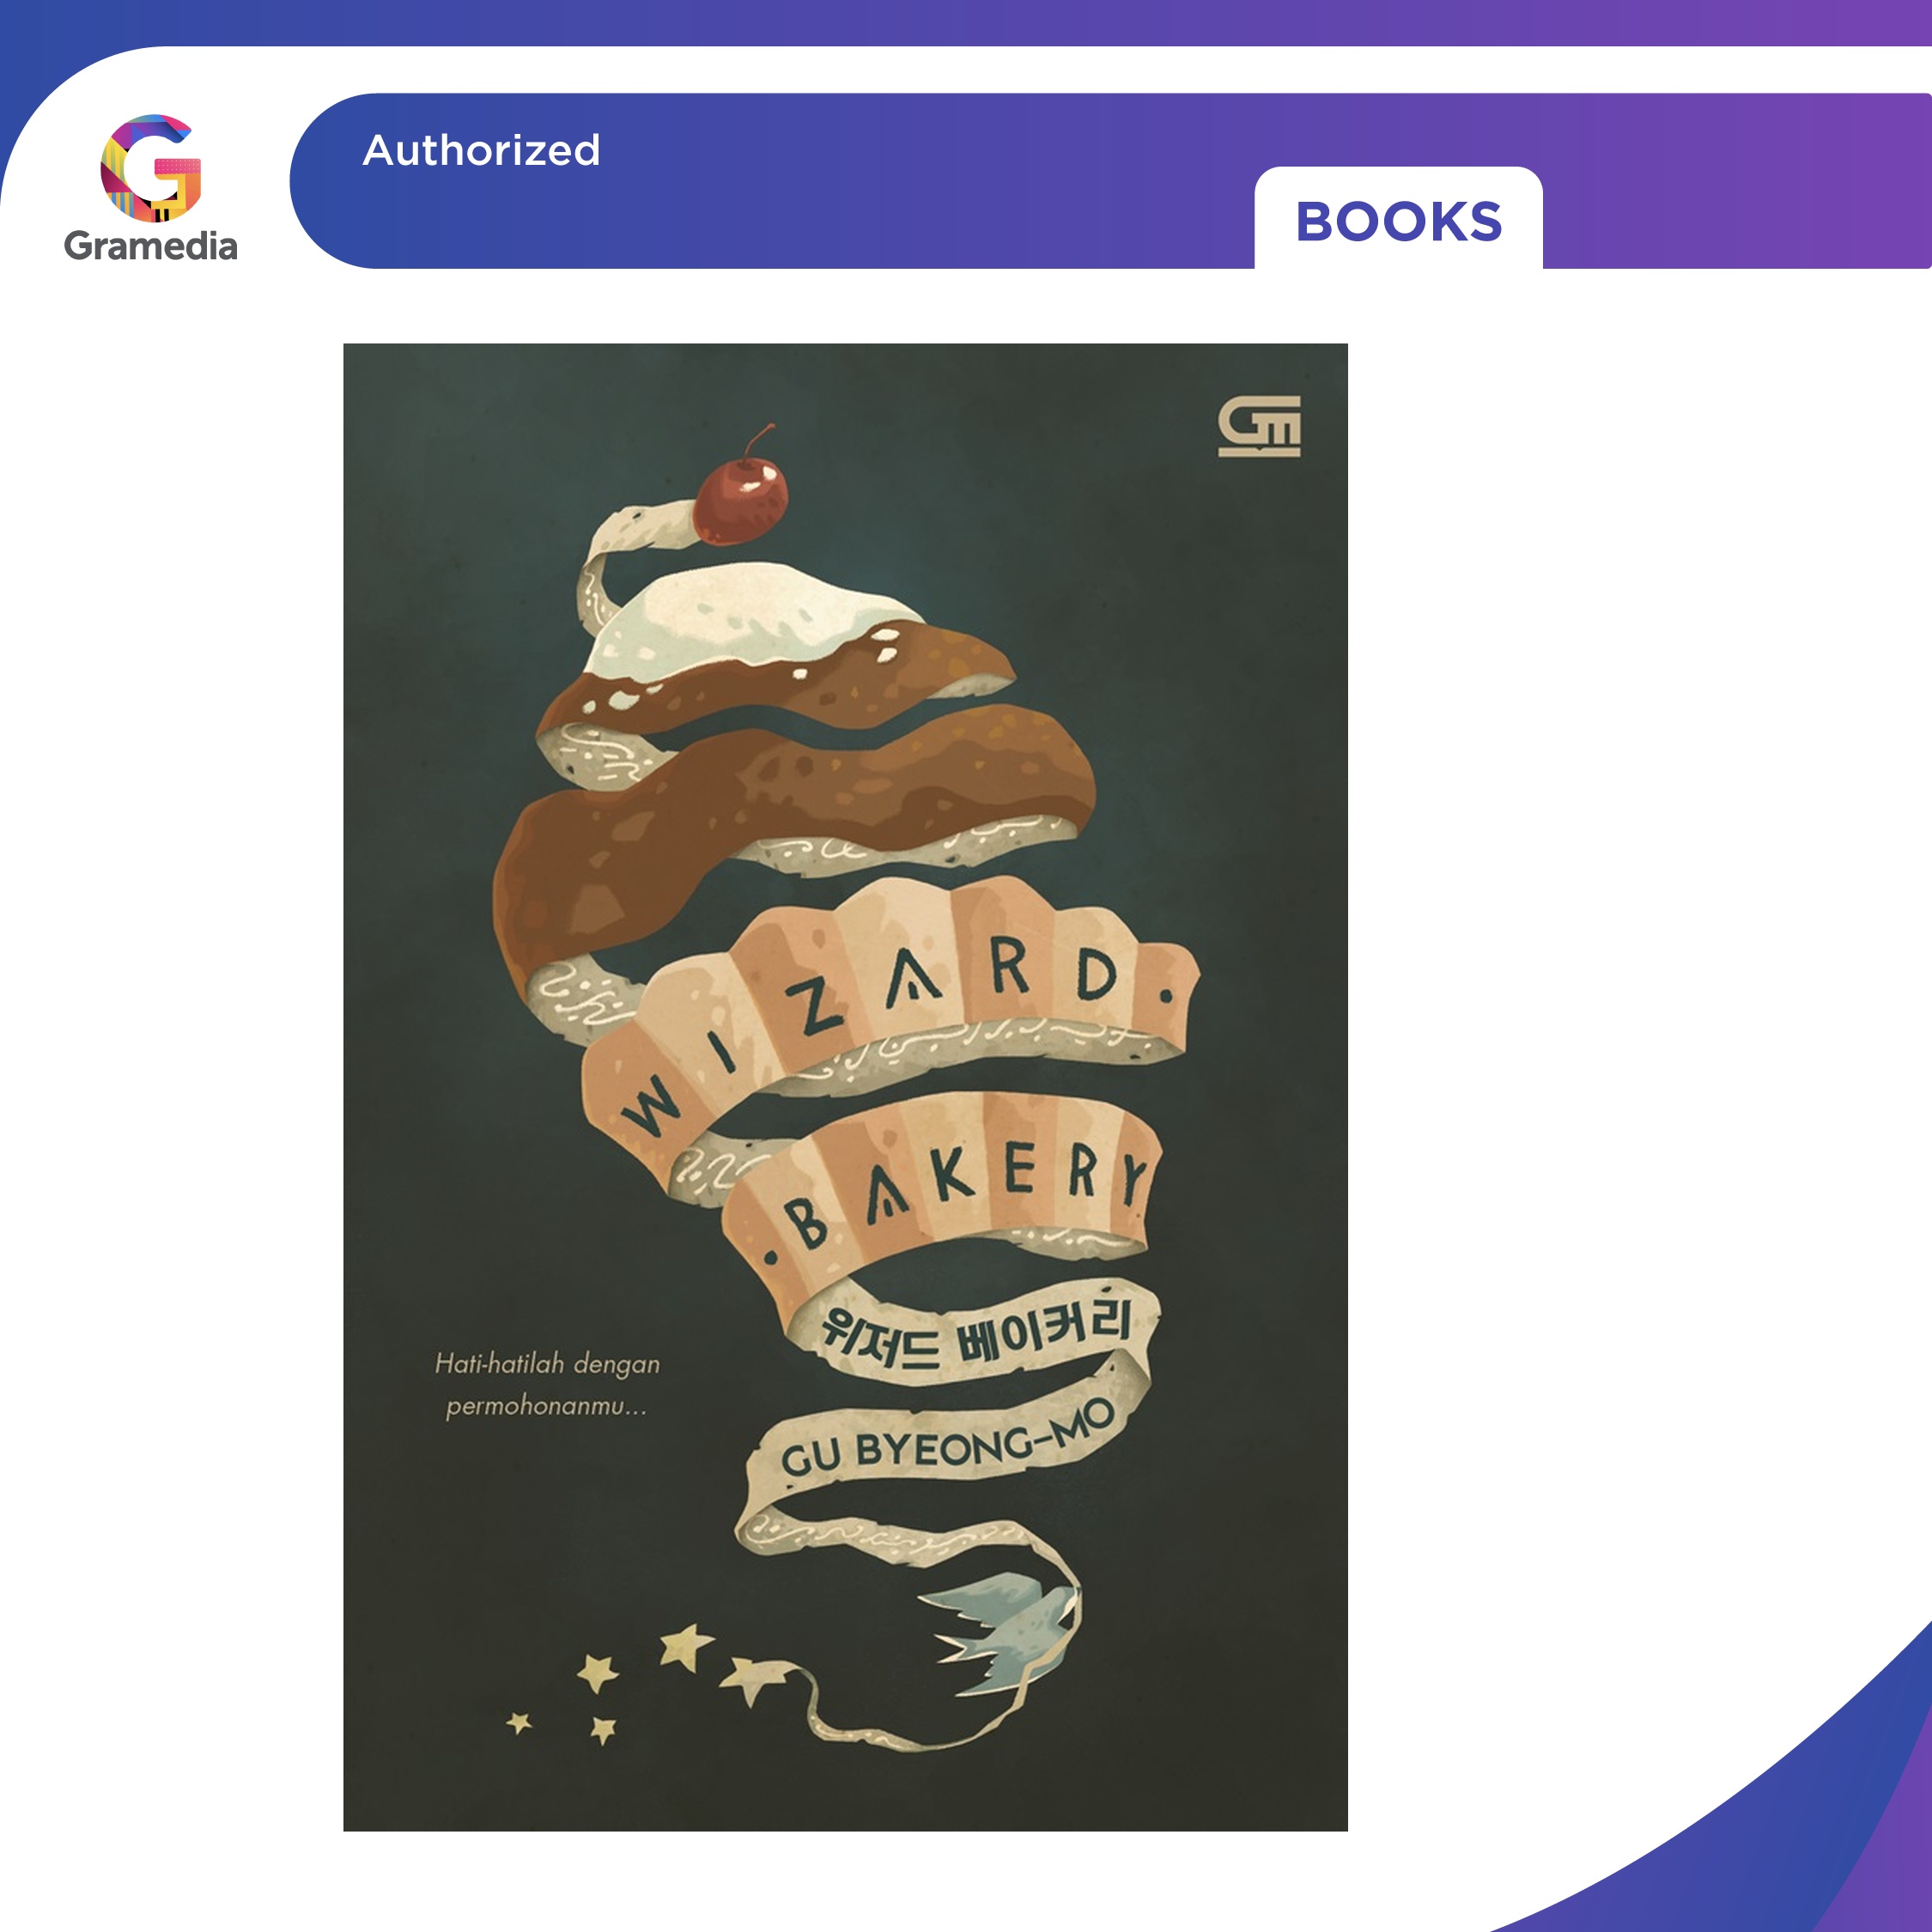 Gramedia
Authorized
BOOKS
GM
WIZARD.
.BAKERY
위저드 베이커리
Hati-hatilah dengan
permohonanmu...
GU BYEONG-MO